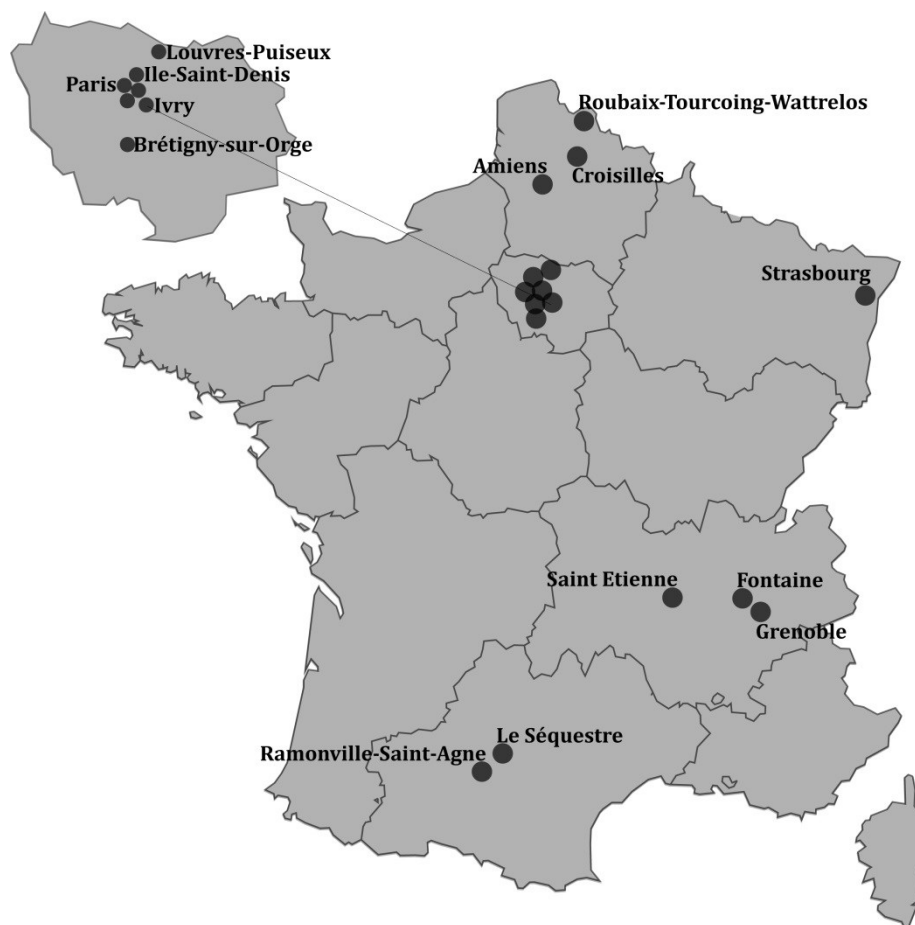 Louvres-Puiseux
Ile-Saint-Denis
Paris
Ivry
Brétigny-sur-Orge
Roubaix-Tourcoing-Wattrelos
Amiens
Croisilles
Strasbourg
Saint Etienne
Fontaine
Grenoble
Le Séquestre
Ramonville-Saint-Agne